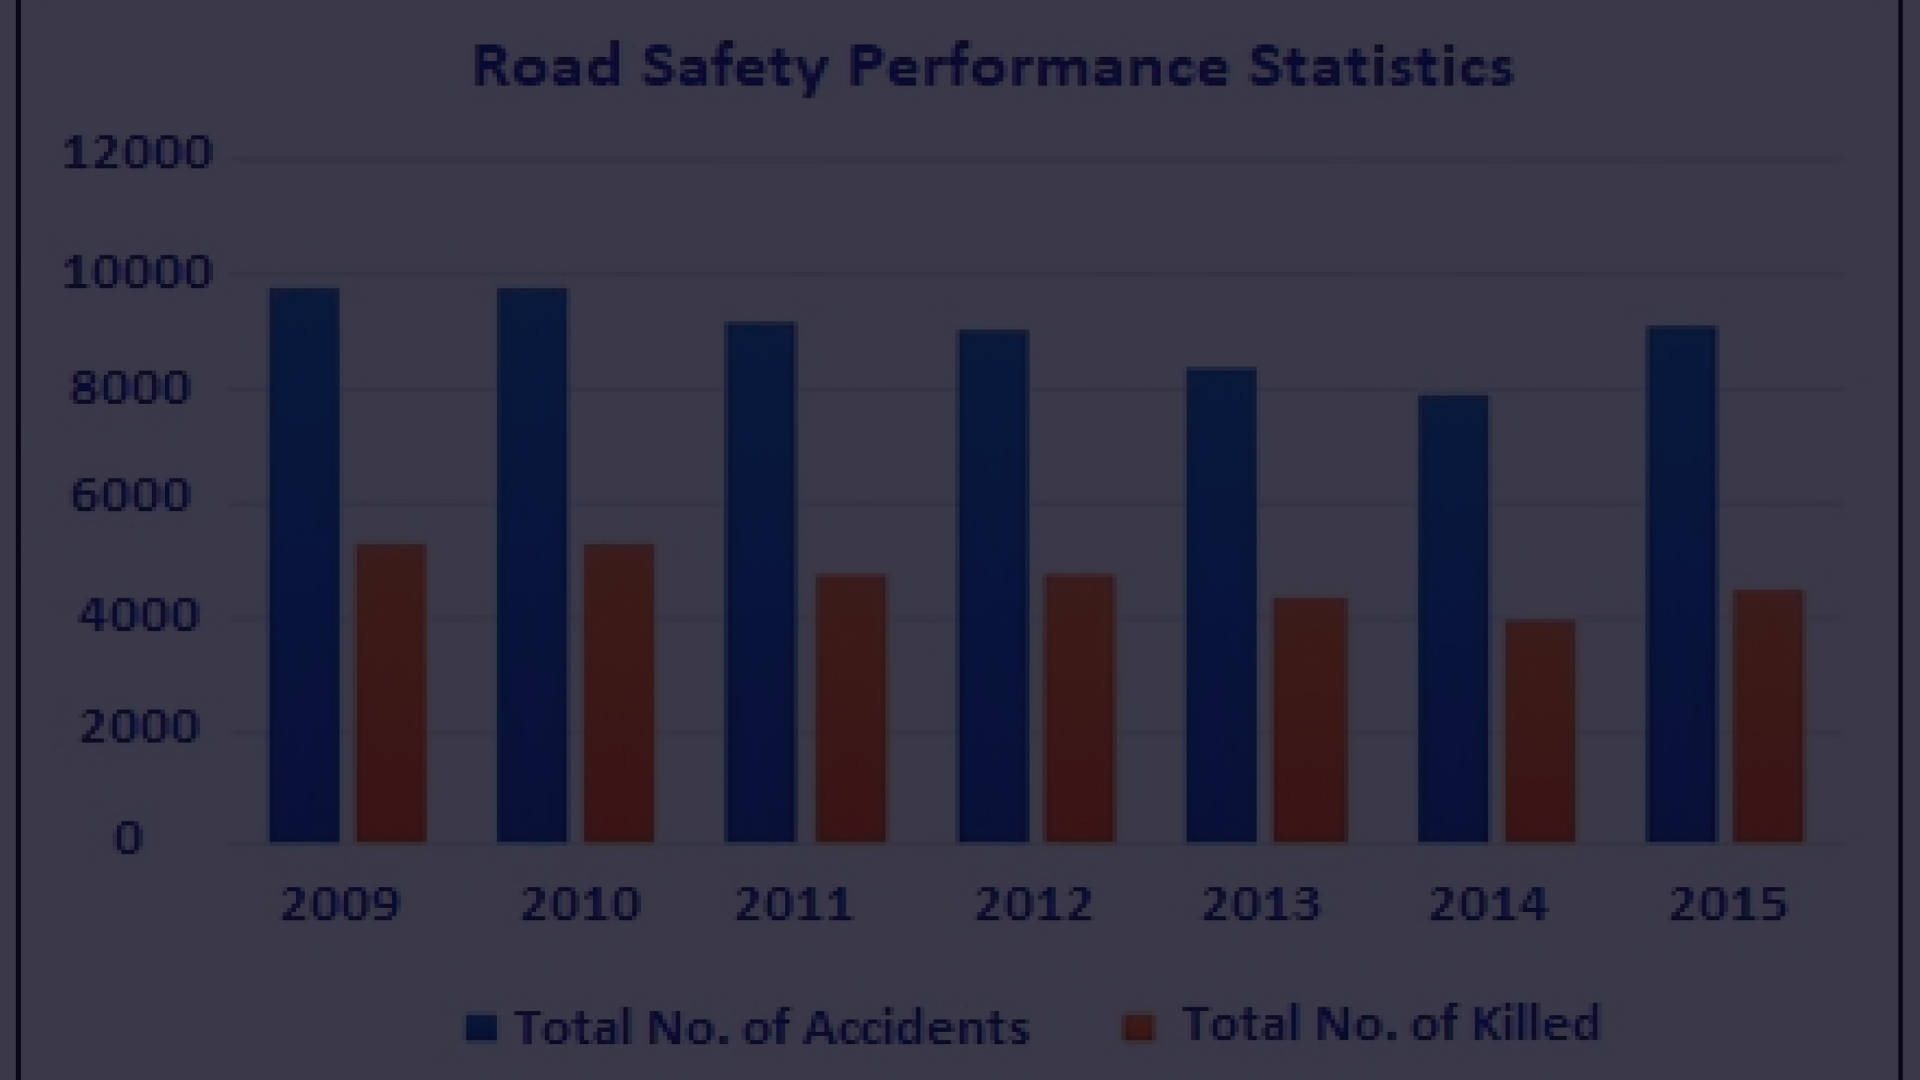 Road Safety Performance Statistics
12000
10000
8000
6000
4000
2000
0
2009 2010 2011 2012 2013 2014 2015
Total No. of Accidents Total No. of Killed